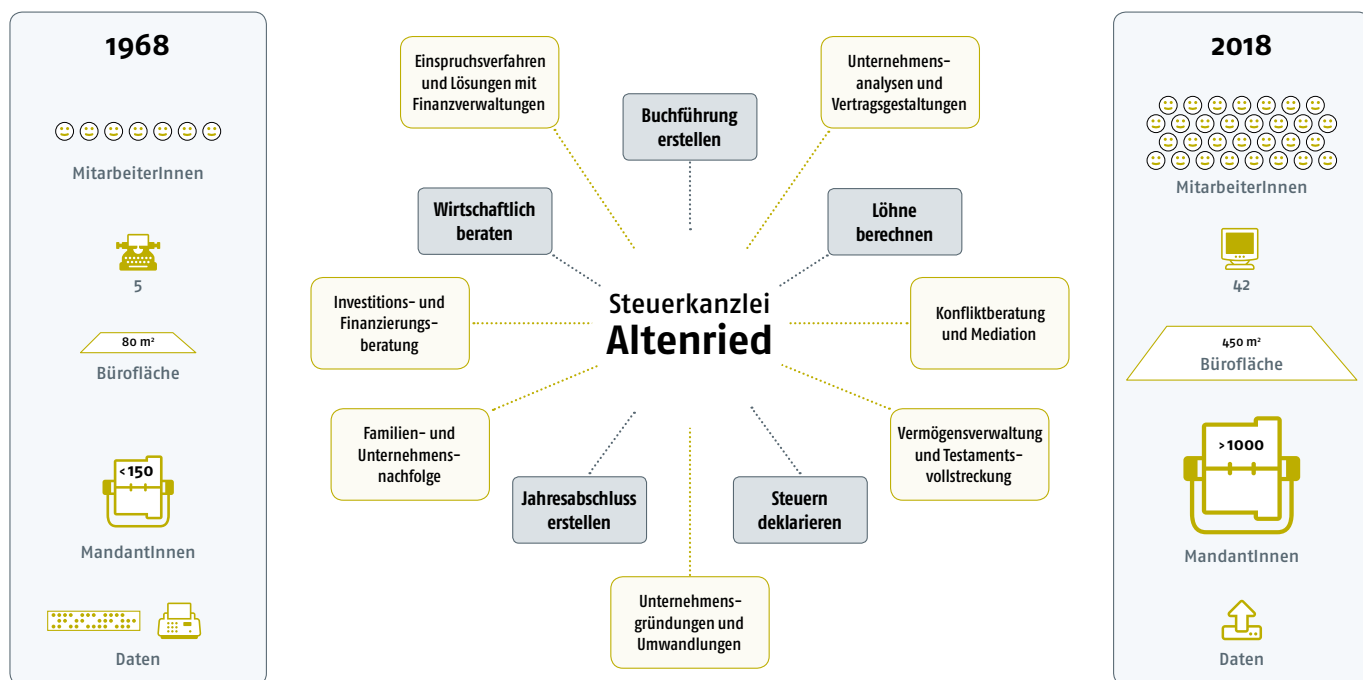 1968
MitarbeiterInnen
5
80 m²
Bürofläche
< 150
MandantInnen
Daten
Einspruchsverfahren
und Lösungen mit
Finanzverwaltungen
Buchführung
erstellen
Unternehmens-
analysen und
Vertragsgestaltungen
Wirtschaftlich
beraten
Löhne
berechnen
Investitions- und
Finanzierungs-
beratung
Steuerkanzlei
Altenried
Konfliktberatung
und Mediation
Familien- und
Unternehmens-
nachfolge
Jahresabschluss
erstellen
Steuern
deklarieren
Vermögensverwaltung
und Testaments-
vollstreckung
Unternehmens-
gründungen und
Umwandlungen
2018
MitarbeiterInnen
42
450 m²
Bürofläche
> 1000
MandantInnen
Daten